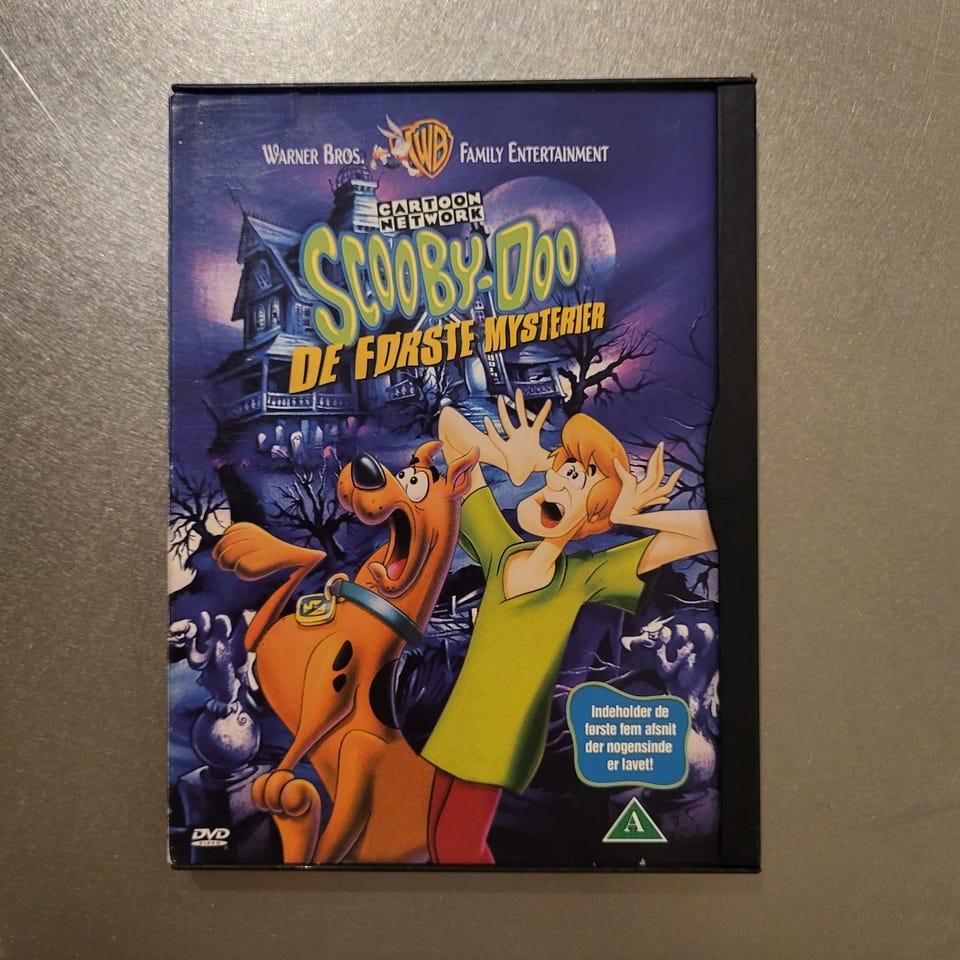 WARNER BROS. WB FAMILY ENTERTAINMENT
CARTOON
NETWORK
SCOOBY-DOO
DE FØRSTE MYSTERIER
Indeholder de
første fem afsnit
der nogensinde
er lavet!
A
DVD
VIDEO